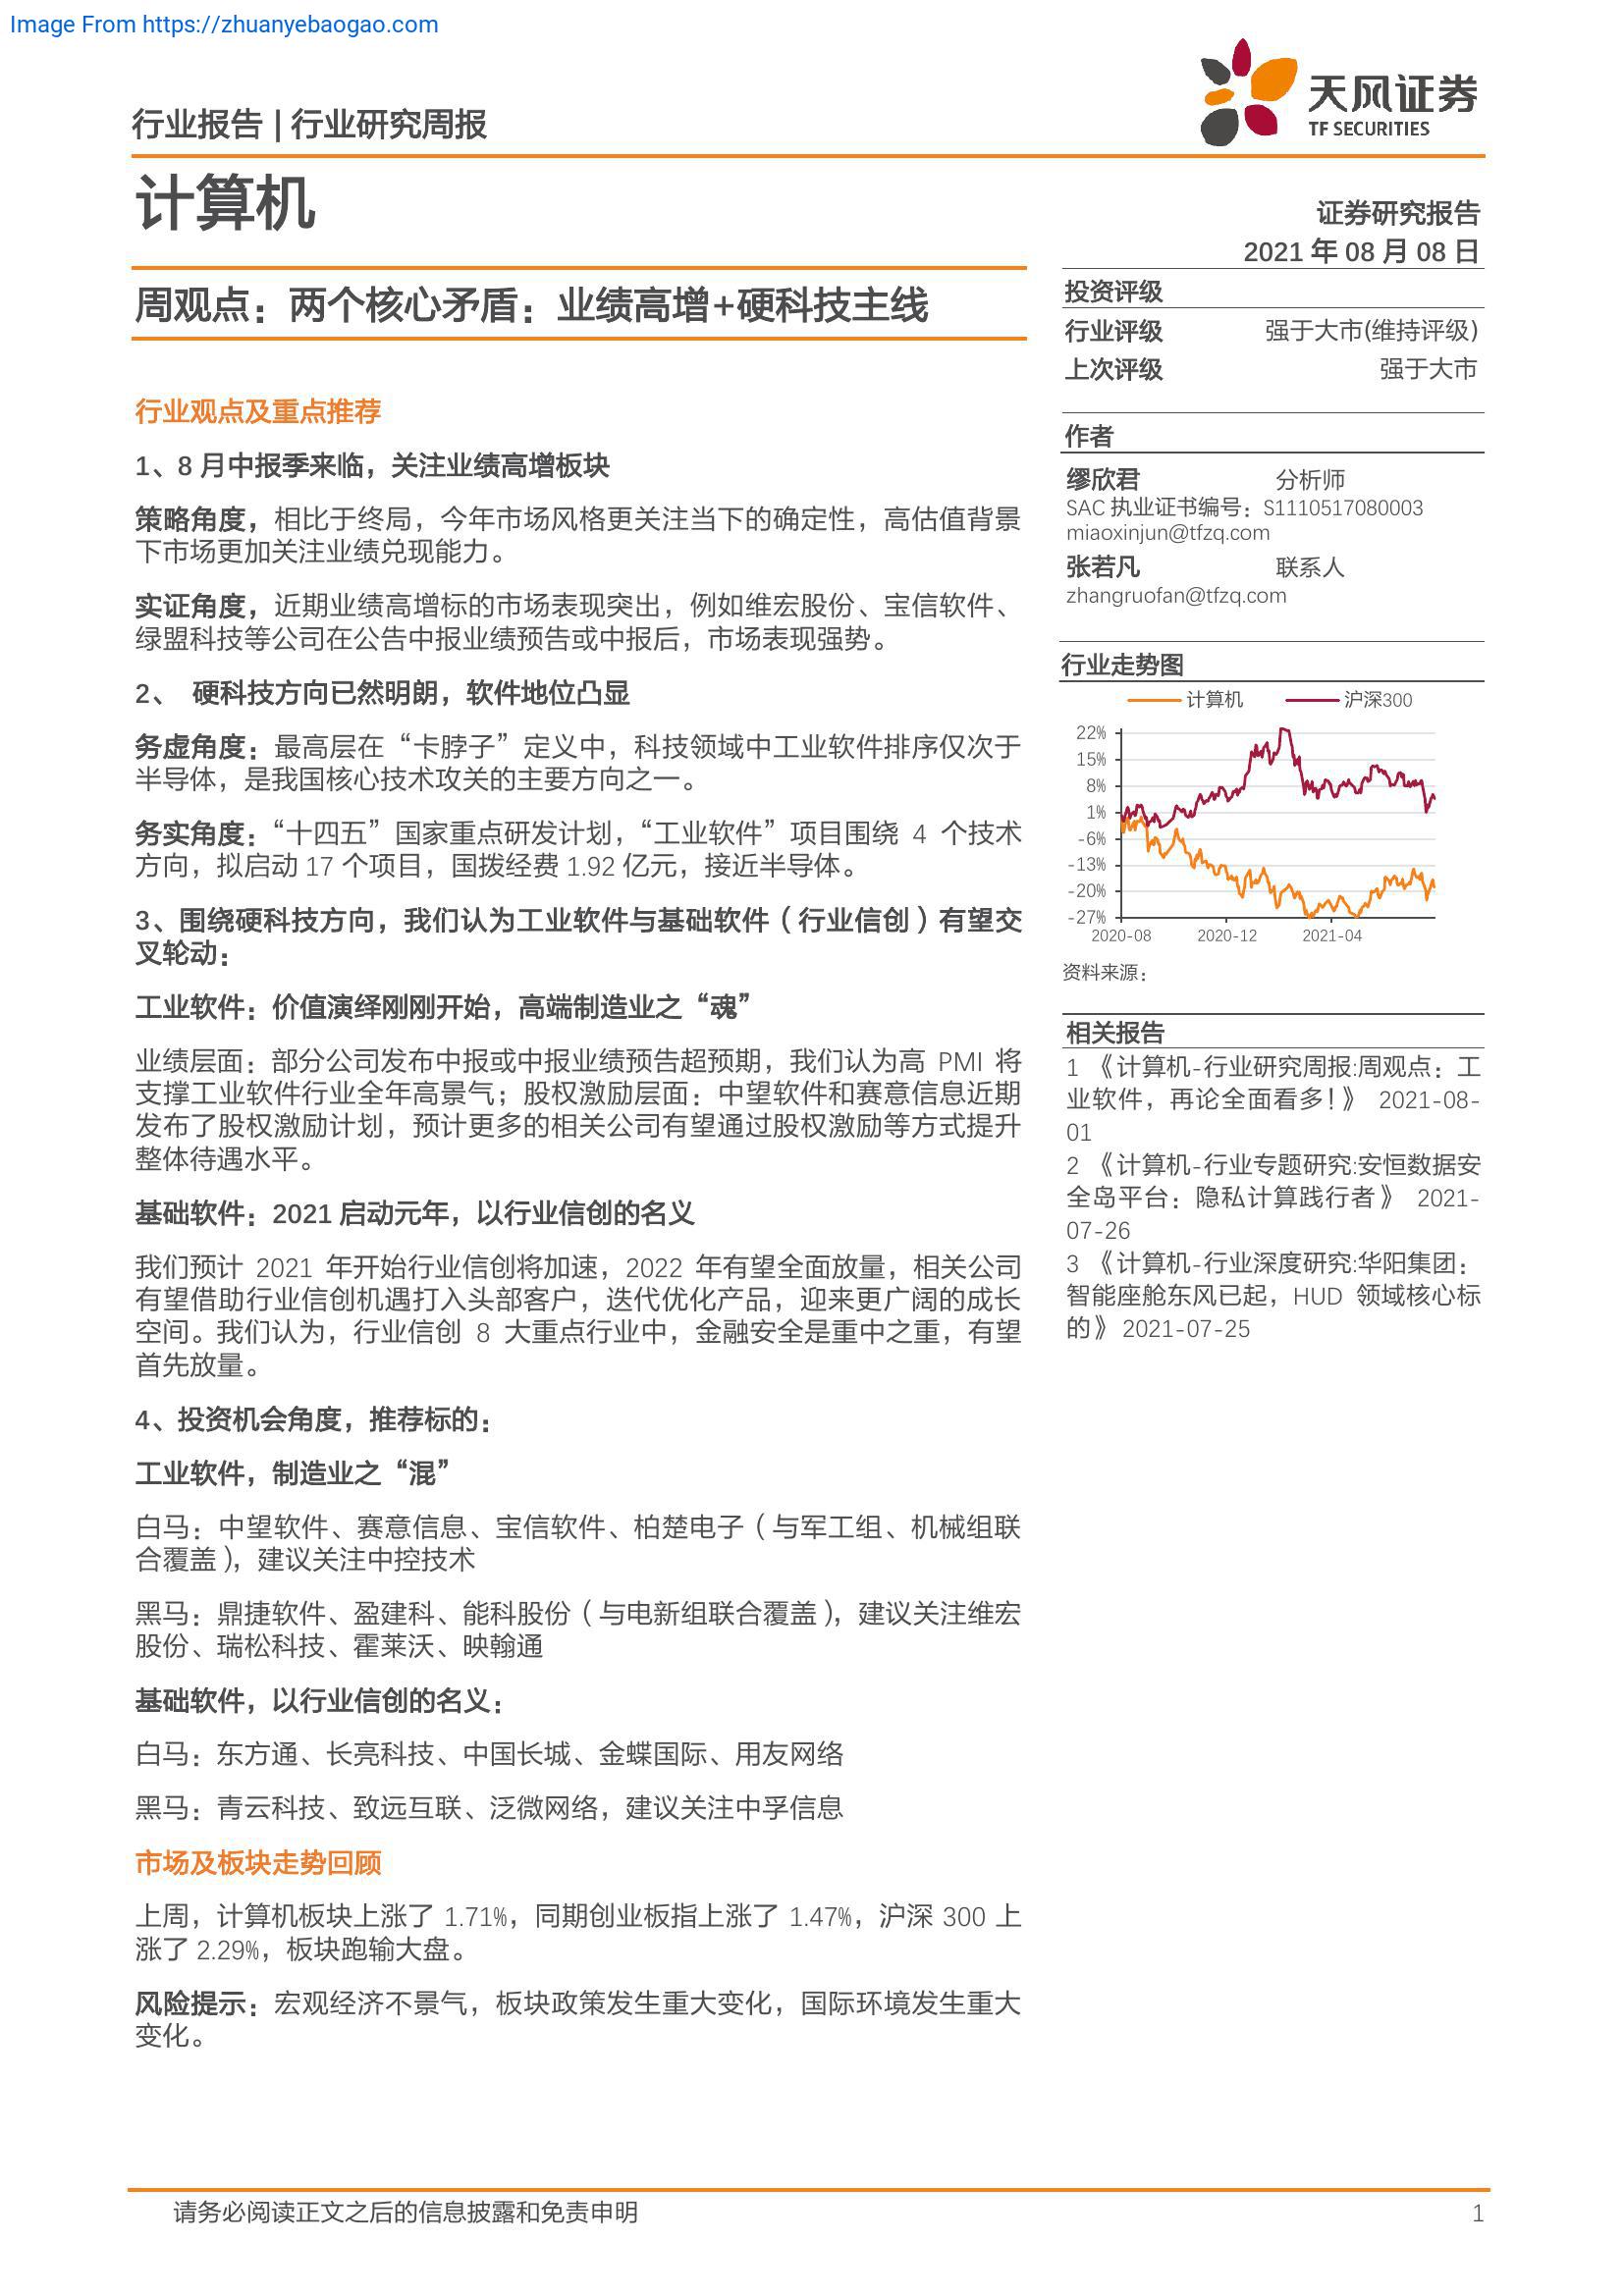 Image From https://zhuanyebaogao.com
行业报告 | 行业研究周报
天风证券
TF SECURITIES
计算机
证券研究报告
2021 年 08 月 08 日
周观点：两个核心矛盾：业绩高增+硬科技主线
行业观点及重点推荐
1、8 月中报季来临，关注业绩高增板块
策略角度，相比于终局，今年市场风格更关注当下的确定性，高估值背景
下市场更加关注业绩兑现能力。
实证角度，近期业绩高增标的市场表现突出，例如维宏股份、宝信软件、
绿盟科技等公司在公告中报业绩预告或中报后，市场表现强势。
2、 硬科技方向已然明朗，软件地位凸显
务虚角度：最高层在“卡脖子”定义中，科技领域中工业软件排序仅次于
半导体，是我国核心技术攻关的主要方向之一。
务实角度：“十四五”国家重点研发计划，“工业软件”项目围绕 4 个技术
方向，拟启动 17 个项目，国拨经费 1.92 亿元，接近半导体。
3、围绕硬科技方向，我们认为工业软件与基础软件（行业信创）有望交
叉轮动：
工业软件：价值演绎刚刚开始，高端制造业之“魂”
业绩层面：部分公司发布中报或中报业绩预告超预期，我们认为高 PMI 将
支撑工业软件行业全年高景气；股权激励层面：中望软件和赛意信息近期
发布了股权激励计划，预计更多的相关公司有望通过股权激励等方式提升
整体待遇水平。
基础软件：2021 启动元年，以行业信创的名义
我们预计 2021 年开始行业信创将加速，2022 年有望全面放量，相关公司
有望借助行业信创机遇打入头部客户，迭代优化产品，迎来更广阔的成长
空间。我们认为，行业信创 8 大重点行业中，金融安全是重中之重，有望
首先放量。
4、投资机会角度，推荐标的：
工业软件，制造业之“混”
白马：中望软件、赛意信息、宝信软件、柏楚电子（与军工组、机械组联
合覆盖），建议关注中控技术
黑马：鼎捷软件、盈建科、能科股份（与电新组联合覆盖），建议关注维宏
股份、瑞松科技、霍莱沃、映翰通
基础软件，以行业信创的名义：
白马：东方通、长亮科技、中国长城、金蝶国际、用友网络
黑马：青云科技、致远互联、泛微网络，建议关注中孚信息
市场及板块走势回顾
上周，计算机板块上涨了 1.71%，同期创业板指上涨了 1.47%，沪深 300 上
涨了 2.29%，板块跑输大盘。
风险提示：宏观经济不景气，板块政策发生重大变化，国际环境发生重大
变化。
投资评级
行业评级 强于大市(维持评级)
上次评级 强于大市
作者
缪欣君 分析师
SAC 执业证书编号：S1110517080003
miaoxinjun@tfzq.com
张若凡 联系人
zhangruofan@tfzq.com
行业走势图
计算机 沪深300
22%
15%
8%
1%
-6%
-13%
-20%
-27%
2020-08 2020-12 2021-04
资料来源：
相关报告
1 《计算机-行业研究周报:周观点：工
业软件，再论全面看多！》 2021-08-
01
2 《计算机-行业专题研究:安恒数据安
全岛平台：隐私计算践行者》 2021-
07-26
3 《计算机-行业深度研究:华阳集团：
智能座舱东风已起，HUD 领域核心标
的》 2021-07-25
请务必阅读正文之后的信息披露和免责申明 1